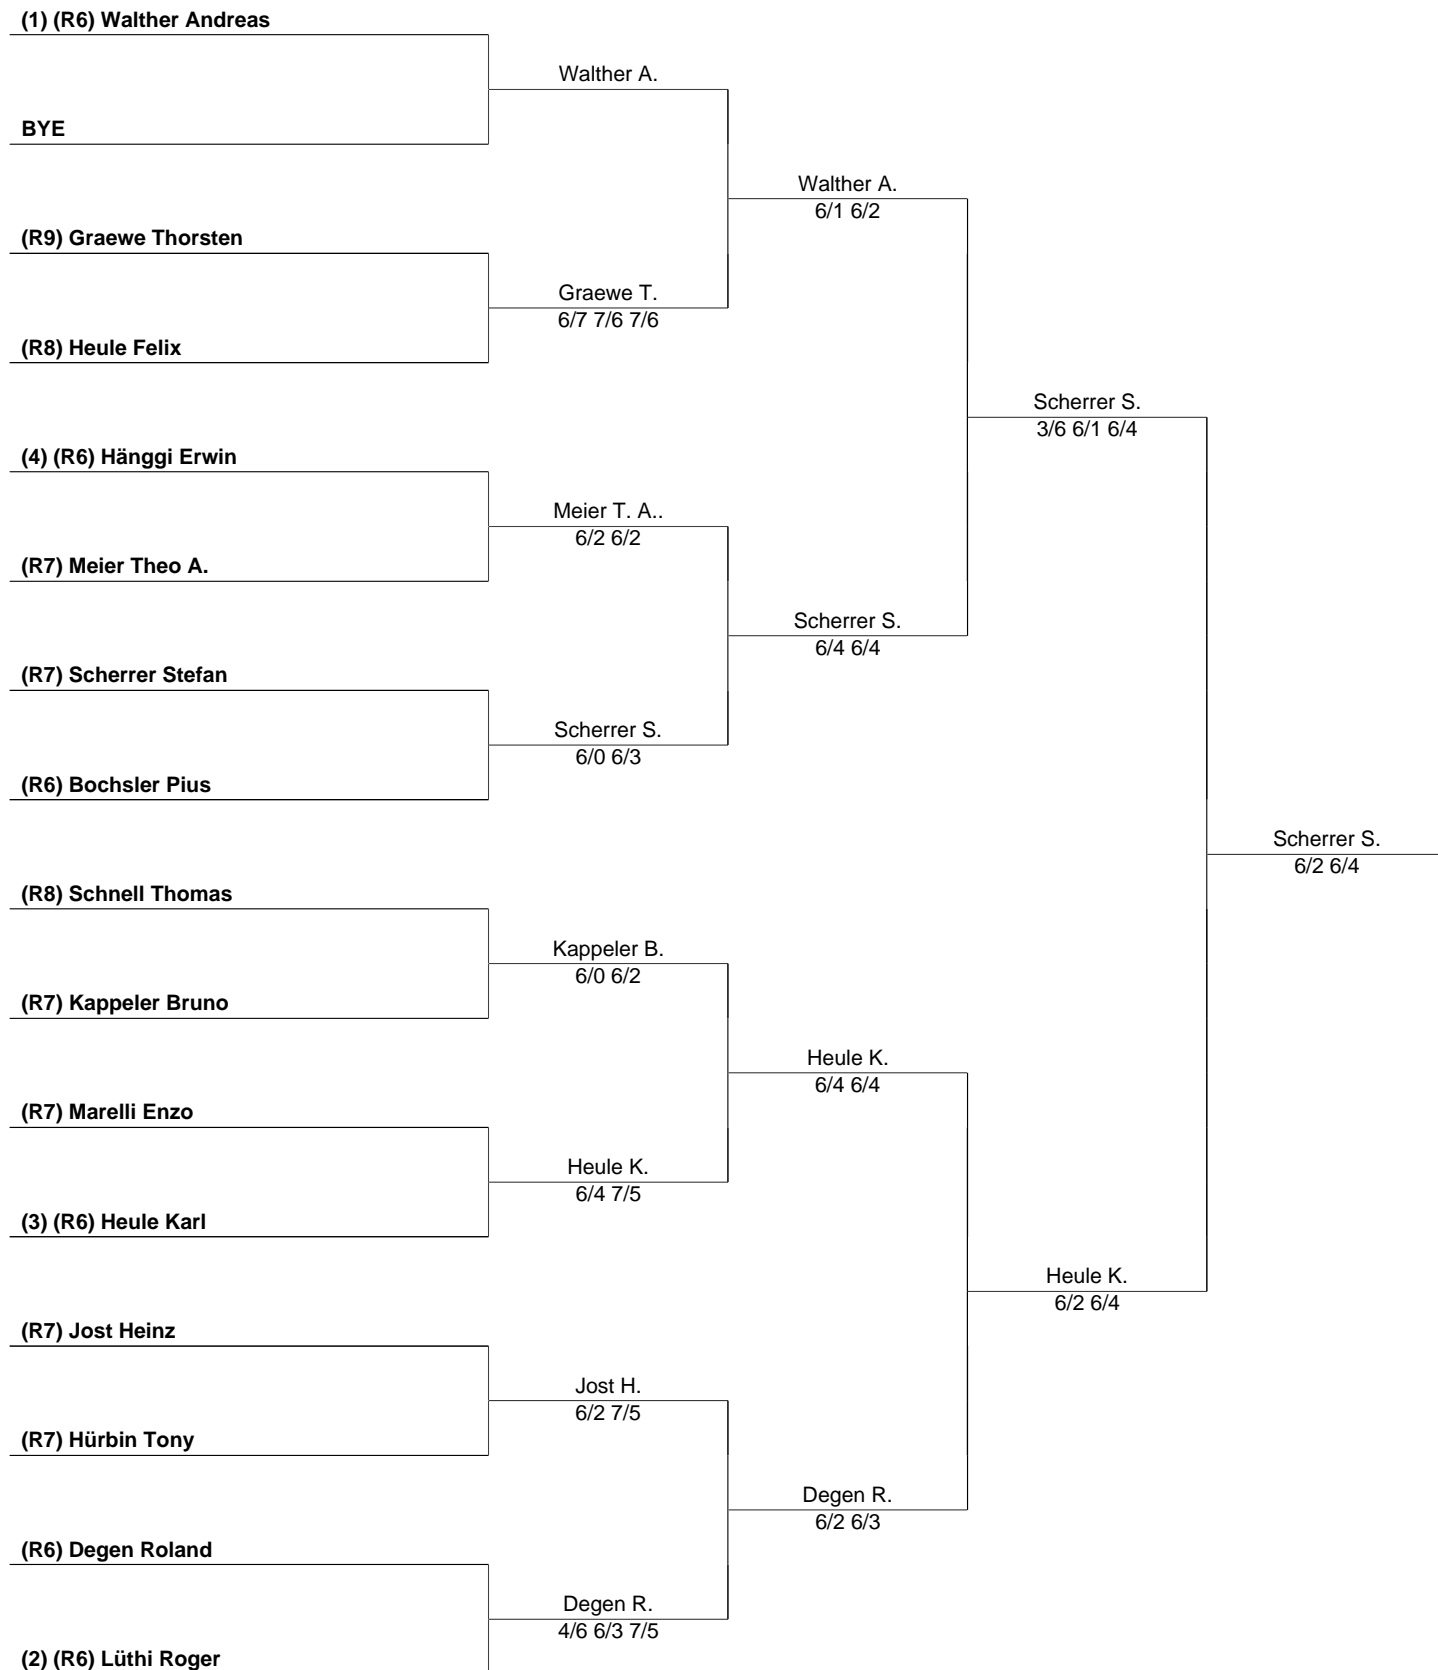 (1) (R6) Walther Andreas
Walther A.
BYE
Walther A.
6/1 6/2
(R9) Graewe Thorsten
Graewe T.
6/7 7/6 7/6
(R8) Heule Felix
Scherrer S.
3/6 6/1 6/4
(4) (R6) Hänggi Erwin
Meier T. A..
6/2 6/2
(R7) Meier Theo A.
Scherrer S.
6/4 6/4
(R7) Scherrer Stefan
Scherrer S.
6/0 6/3
(R6) Bochsler Pius
Scherrer S.
6/2 6/4
(R8) Schnell Thomas
Kappeler B.
6/0 6/2
(R7) Kappeler Bruno
Heule K.
6/4 6/4
(R7) Marelli Enzo
Heule K.
6/4 7/5
(3) (R6) Heule Karl
Heule K.
6/2 6/4
(R7) Jost Heinz
Jost H.
6/2 7/5
(R7) Hürbin Tony
Degen R.
6/2 6/3
(R6) Degen Roland
Degen R.
4/6 6/3 7/5
(2) (R6) Lüthi Roger